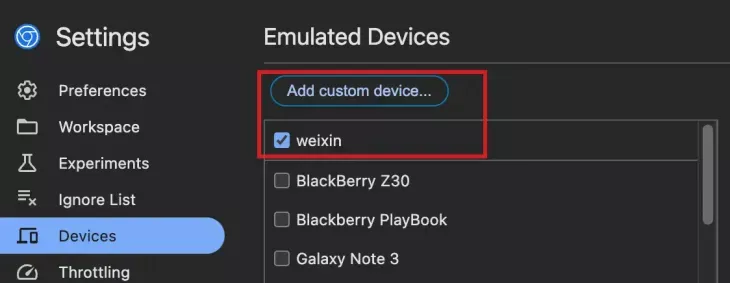 Settings
Preferences
Workspace
Experiments
Ignore List
Devices
Throttling
Emulated Devices
Add custom device...
weixin
BlackBerry Z30
Blackberry PlayBook
Galaxy Note 3